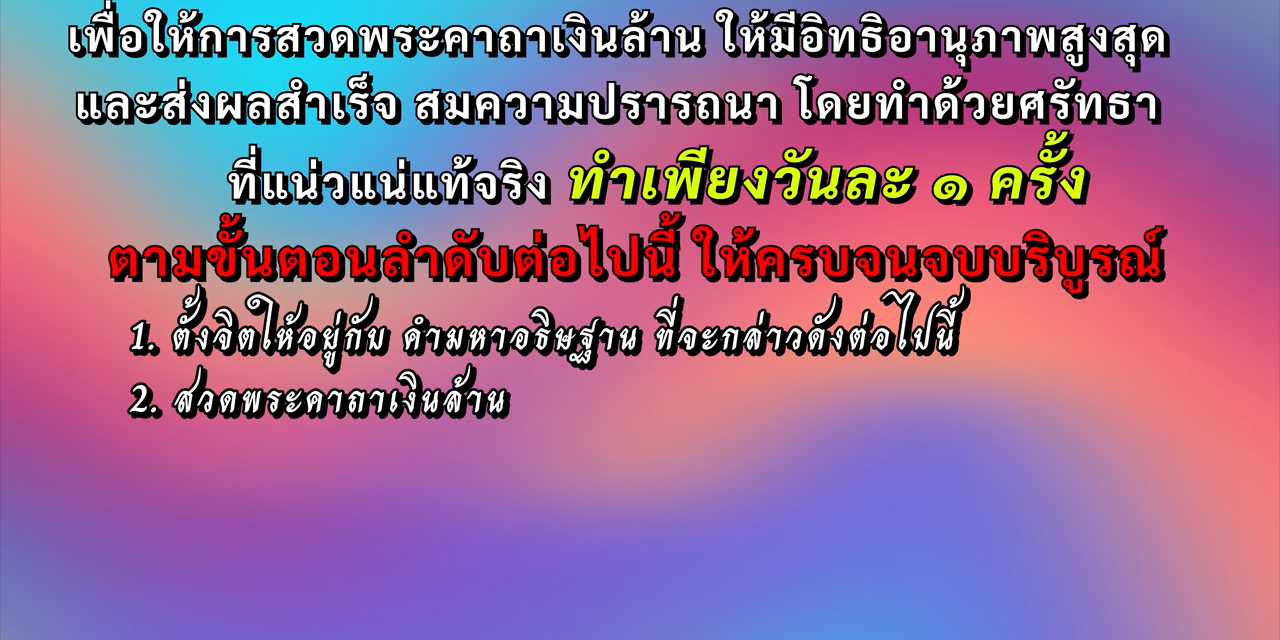 เพื่อให้การสวดพระคาถาเงินล้าน ให้มีอิทธิอานุภาพสูงสุด
และส่งผลสำเร็จ สมความปรารถนา โดยทำด้วยศรัทธา
ที่แน่วแน่แท้จริง ทำเพียงวันละ ๑ ครั้ง
ตามขั้นตอนลำดับต่อไปนี้ ให้ครบจนจบบริบูรณ์
1. ตั้งจิตให้อยู่กับ คำมหาอธิษฐาน ที่จะกล่าวดังต่อไปนี้
2. สวดพระคาถาเงินล้าน